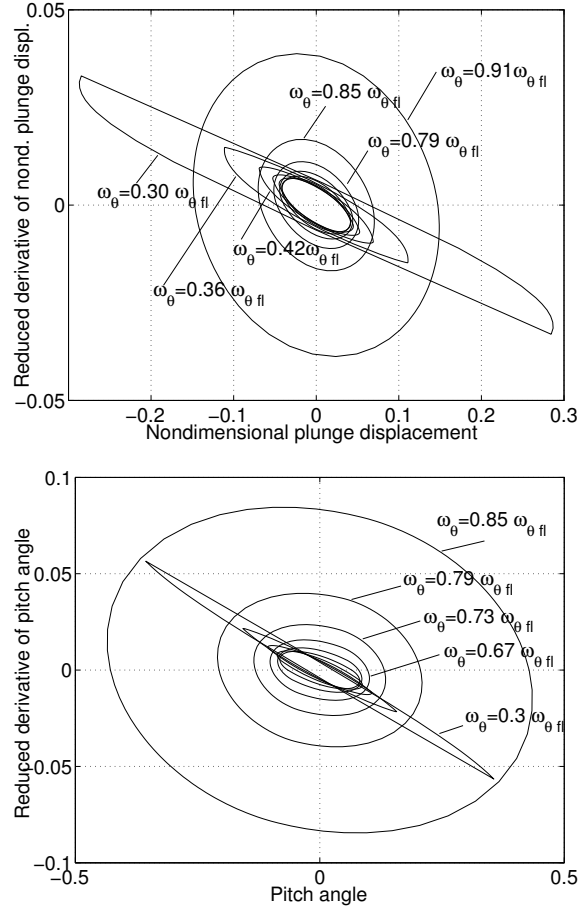 0.05
ω_θ=0.91ω_θ fl
ω_θ=0.85 ω_θ fl
ω_θ=0.79 ω_θ fl
ω_θ=0.30 ω_θ fl
0
ω_θ=0.42ω_θ fl
ω_θ=0.36 ω_θ fl
−0.05
−0.2 −0.1 0 0.1 0.2 0.3
Reduced derivative of nond. plunge displ.
Nondimensional plunge displacement
0.1
ω_θ=0.85 ω_θ fl
0.05
ω_θ=0.79 ω_θ fl
ω_θ=0.73 ω_θ fl
ω_θ=0.67 ω_θ fl
0
ω_θ=0.3 ω_θ fl
0.05
−0.1
−0.5 0 0.5
Reduced derivative of pitch angle
Pitch angle